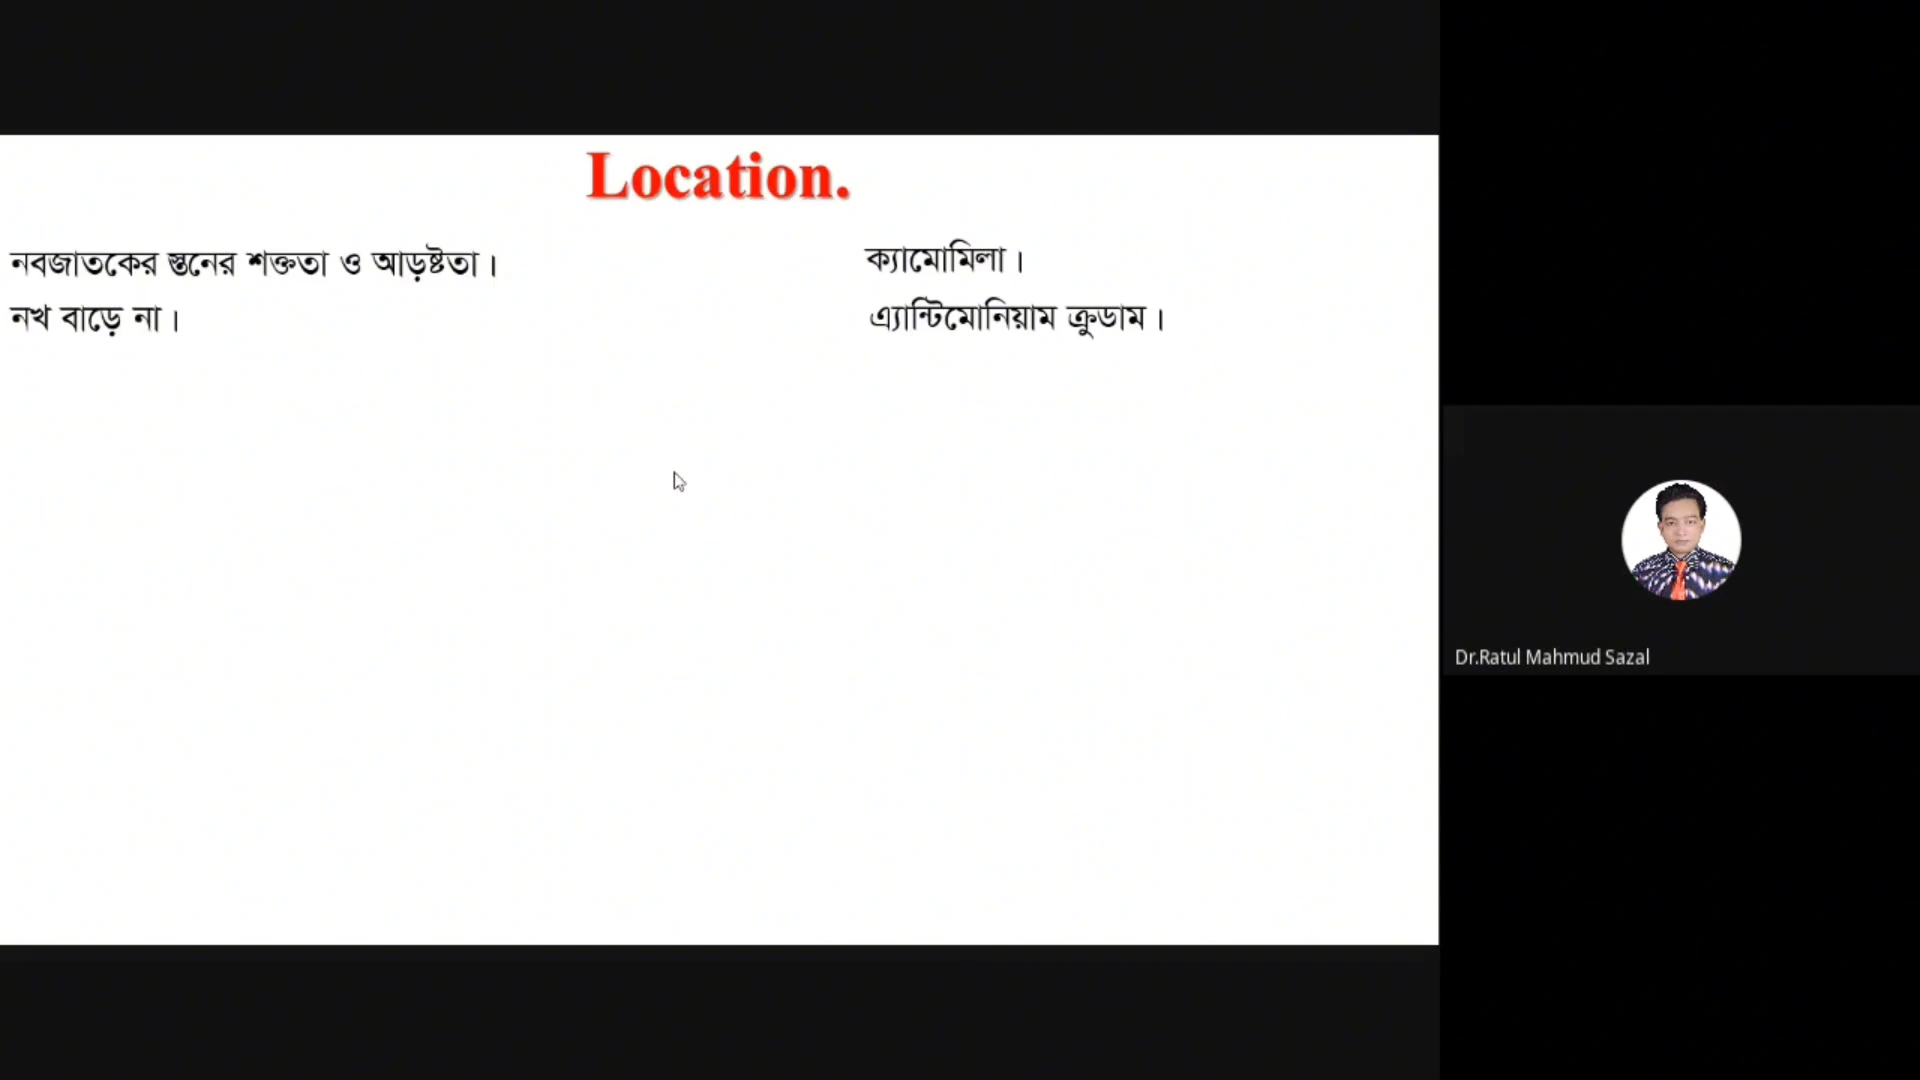 Location.
নবজাতকের স্তনের শক্ততা ও আড়ষ্টতা। ক্যামোমিলা।
নখ বাড়ে না। এ্যান্টিমোনিয়াম ক্রুডাম।
Dr.Ratul Mahmud Sazal